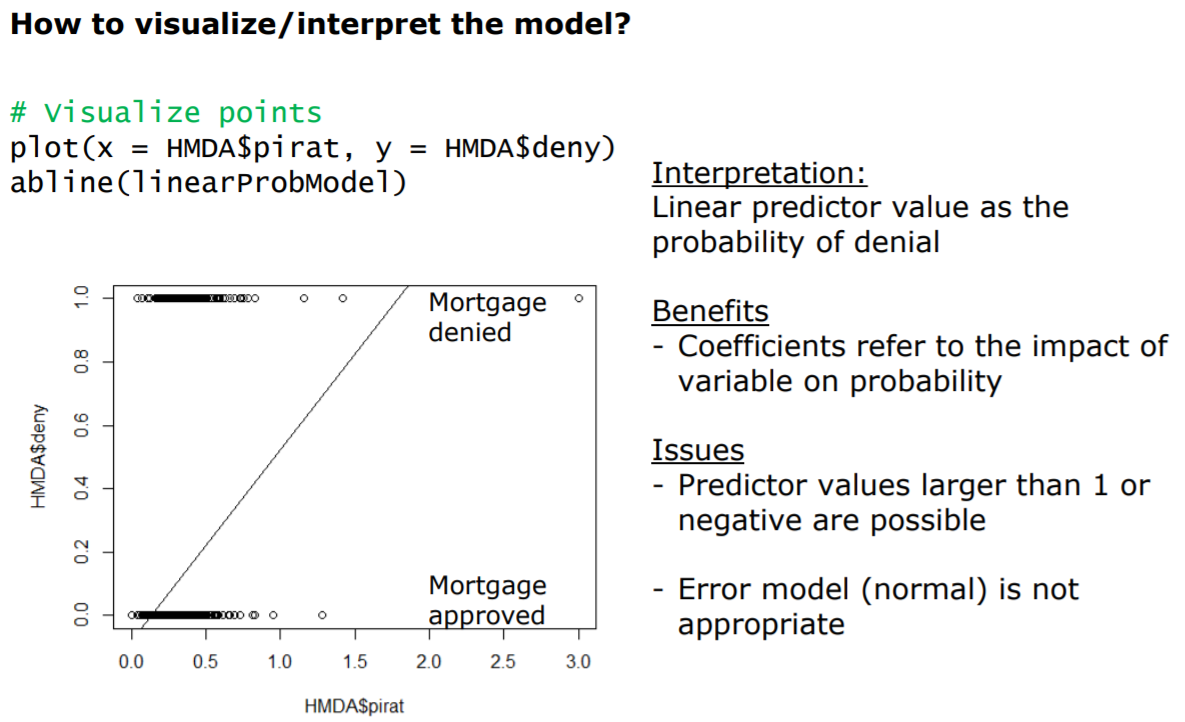 How to visualize/interpret the model?
# Visualize points
plot(x = HMDA$pirat, y = HMDA$deny)
abline(linearProbModel)
Interpretation:
Linear predictor value as the
probability of denial
Benefits
- Coefficients refer to the impact of
variable on probability
Issues
- Predictor values larger than 1 or
negative are possible
- Error model (normal) is not
appropriate
Mortgage
denied
Mortgage
approved
HMDA$deny
1.0
0.8
0.6
0.4
0.2
0.0
0.0 0.5 1.0 1.5 2.0 2.5 3.0
HMDA$pirat